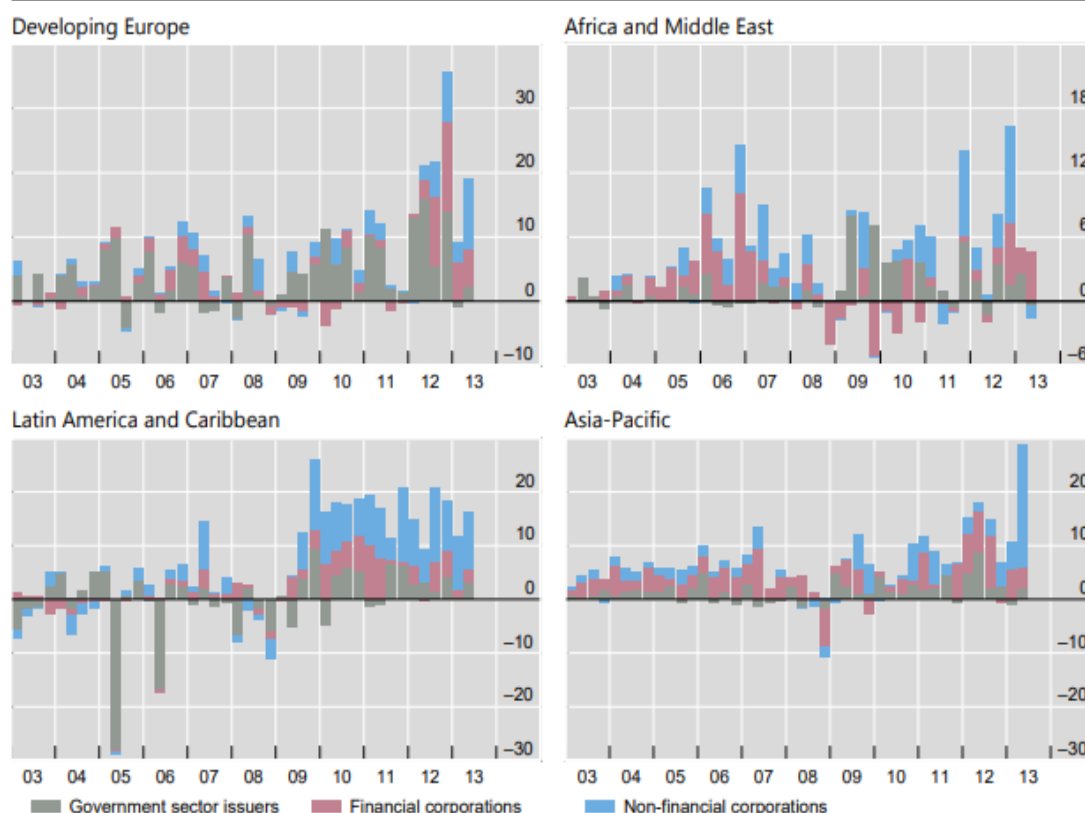 Developing Europe
30
20
10
0
–10
03 04 05 06 07 08 09 10 11 12 13
Africa and Middle East
18
12
6
0
–6
03 04 05 06 07 08 09 10 11 12 13
Latin America and Caribbean
20
10
0
–10
–20
–30
03 04 05 06 07 08 09 10 11 12 13
Asia-Pacific
20
10
0
–10
–20
–30
03 04 05 06 07 08 09 10 11 12 13
Government sector issuers Financial corporations Non-financial corporations